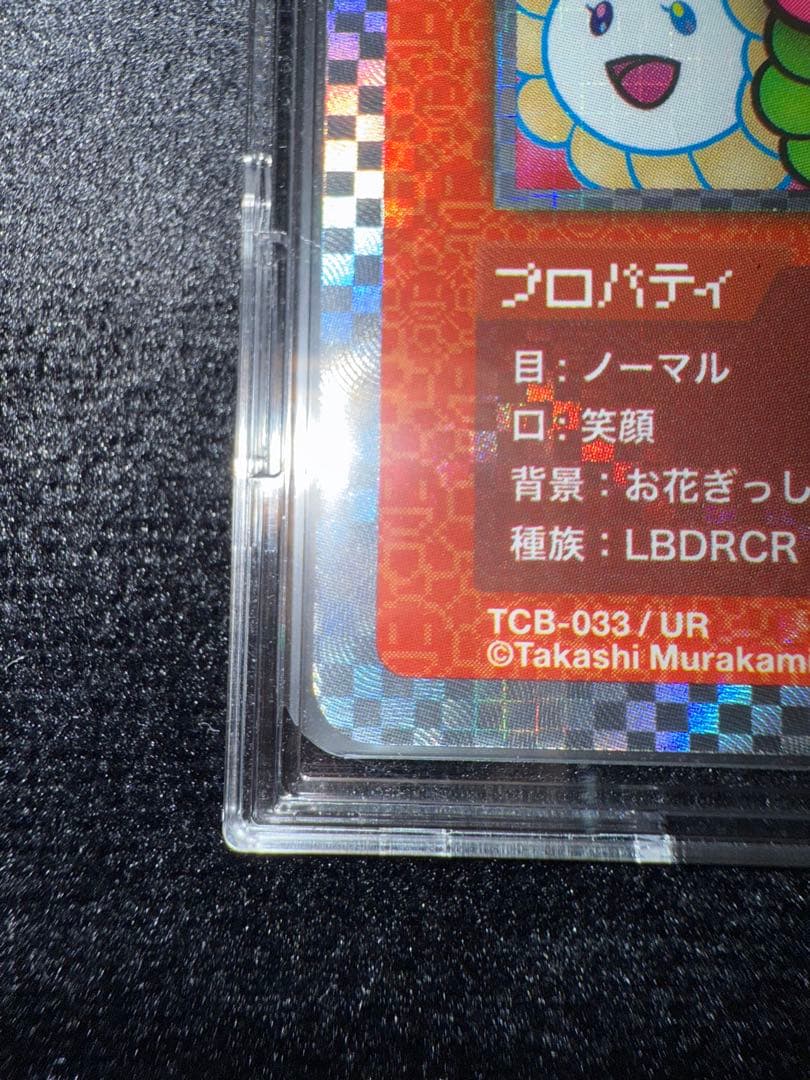 プロパティ
目：ノーマル
口：笑顔
背景：お花ぎっし
種族：LBDRCR
TCB-033 / UR
©Takashi Murakami